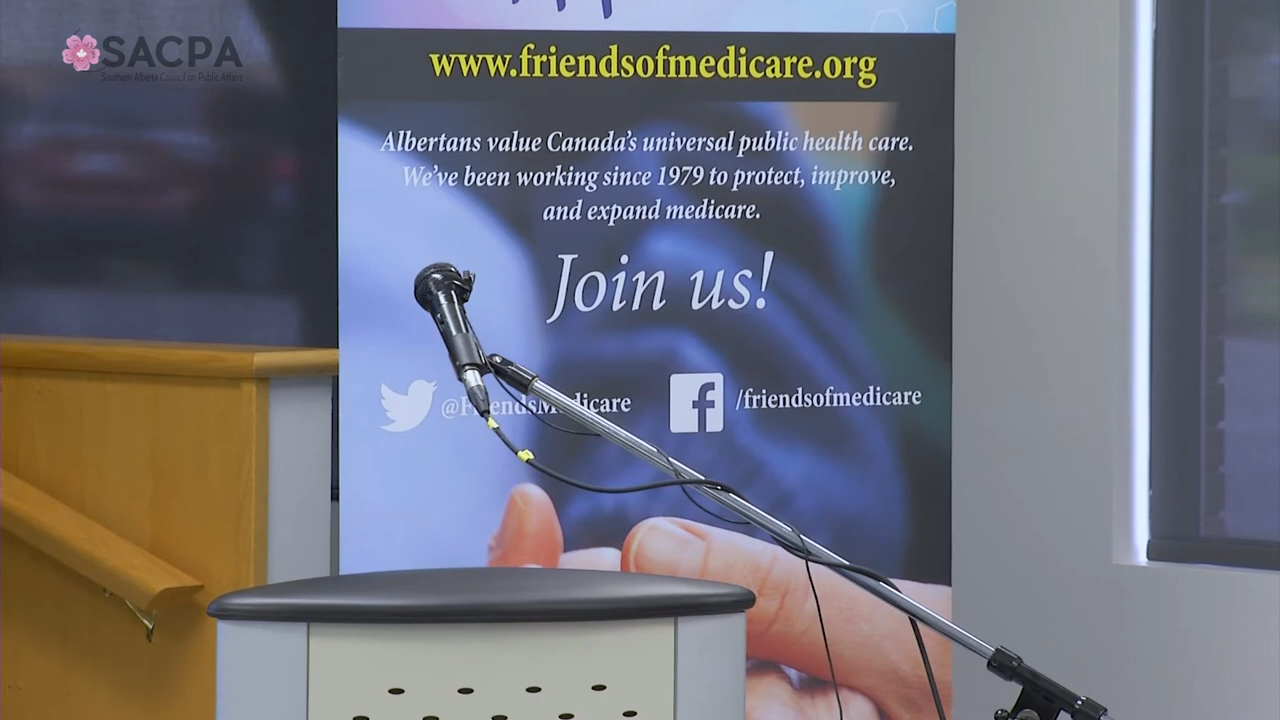 SACPA
Southern Alberta Council on Public Affairs
www.friendsofmedicare.org
Albertans value Canada's universal public health care.
We've been working since 1979 to protect, improve,
and expand medicare.
Join us!
@FriendsMedicare
/friendsofmedicare